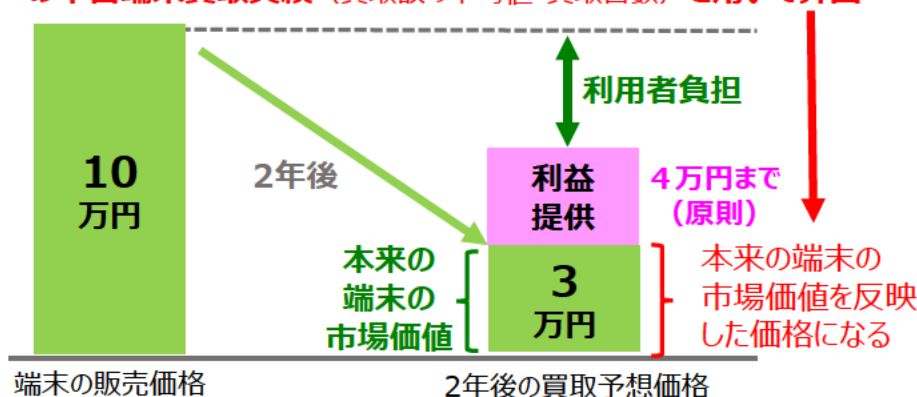 10
万円
2年後
利用者負担
利益
提供
4万円まで
（原則）
本来の
端末の
市場価値
3
万円
本来の端末の
市場価値を反映
した価格になる
端末の販売価格
2年後の買取予想価格